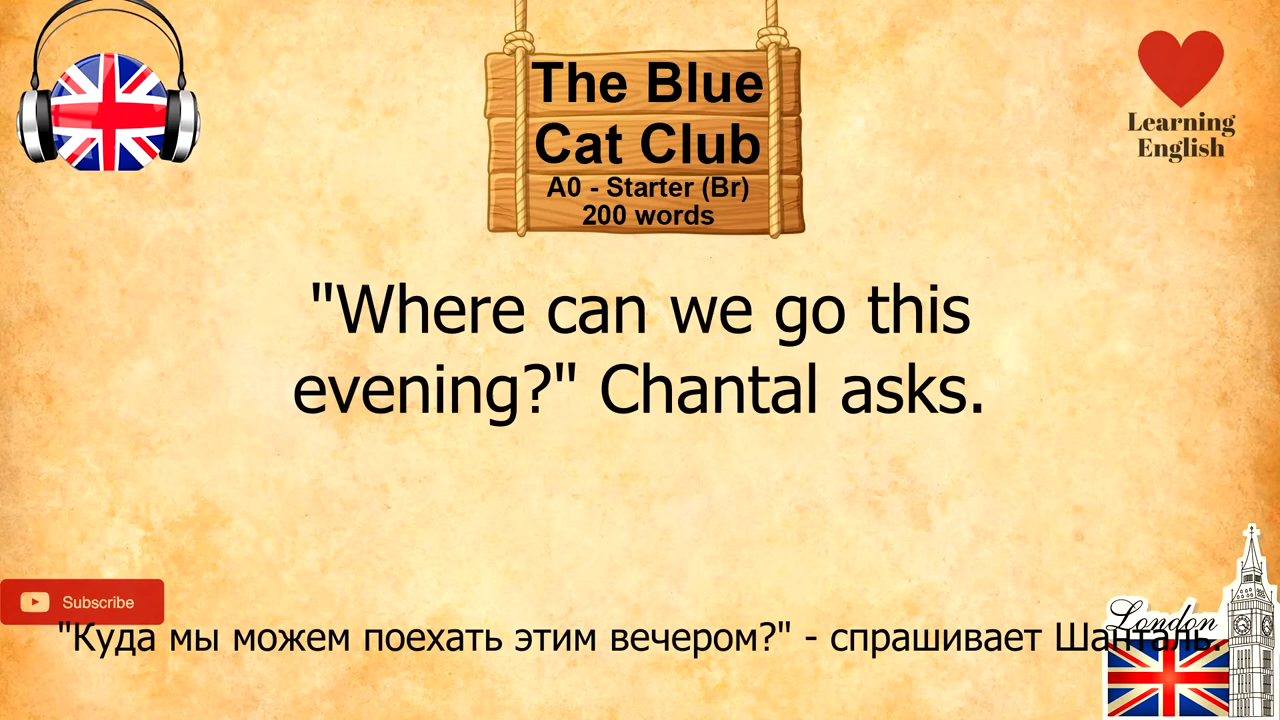 The Blue
Cat Club
A0 - Starter (Br)
200 words
Learning
English
"Where can we go this
evening?" Chantal asks.
Subscribe
"Куда мы можем поехать этим вечером?" - спрашивает Шанталь.
London